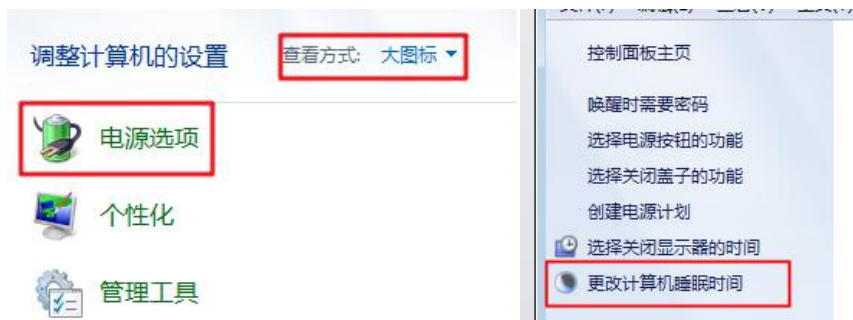 调整计算机的设置
查看方式: 大图标
电源选项
个性化
管理工具
控制面板主页
唤醒时需要密码
选择电源按钮的功能
选择关闭盖子的功能
创建电源计划
选择关闭显示器的时间
更改计算机睡眠时间